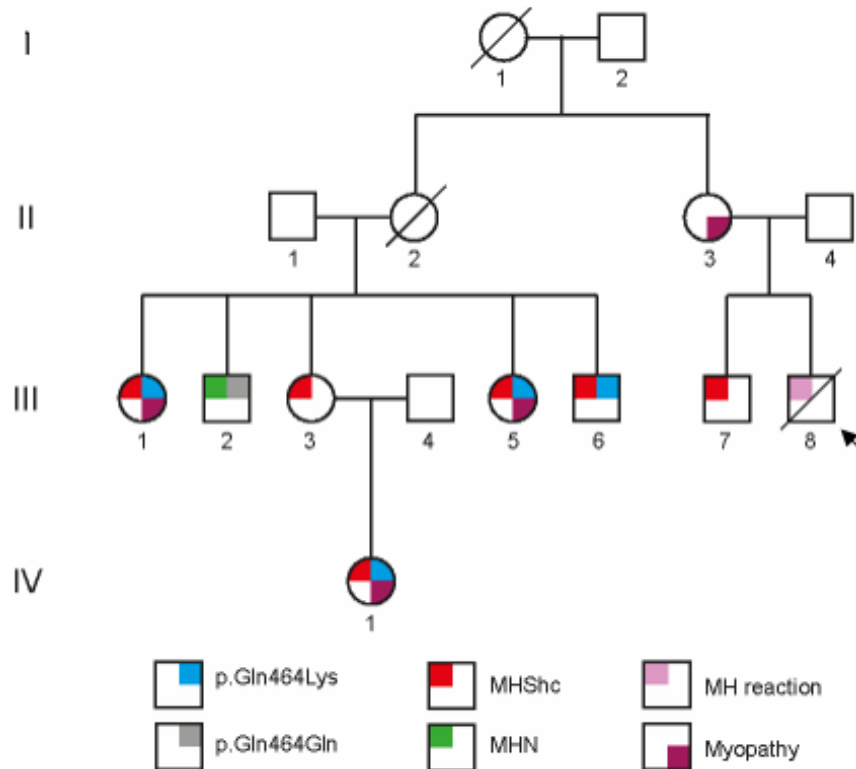 I
1 2
II
1 2 3 4
III
1 2 3 4 5 6 7 8
IV
1
p.Gln464Lys MHShc MH reaction
p.Gln464Gln MHN Myopathy